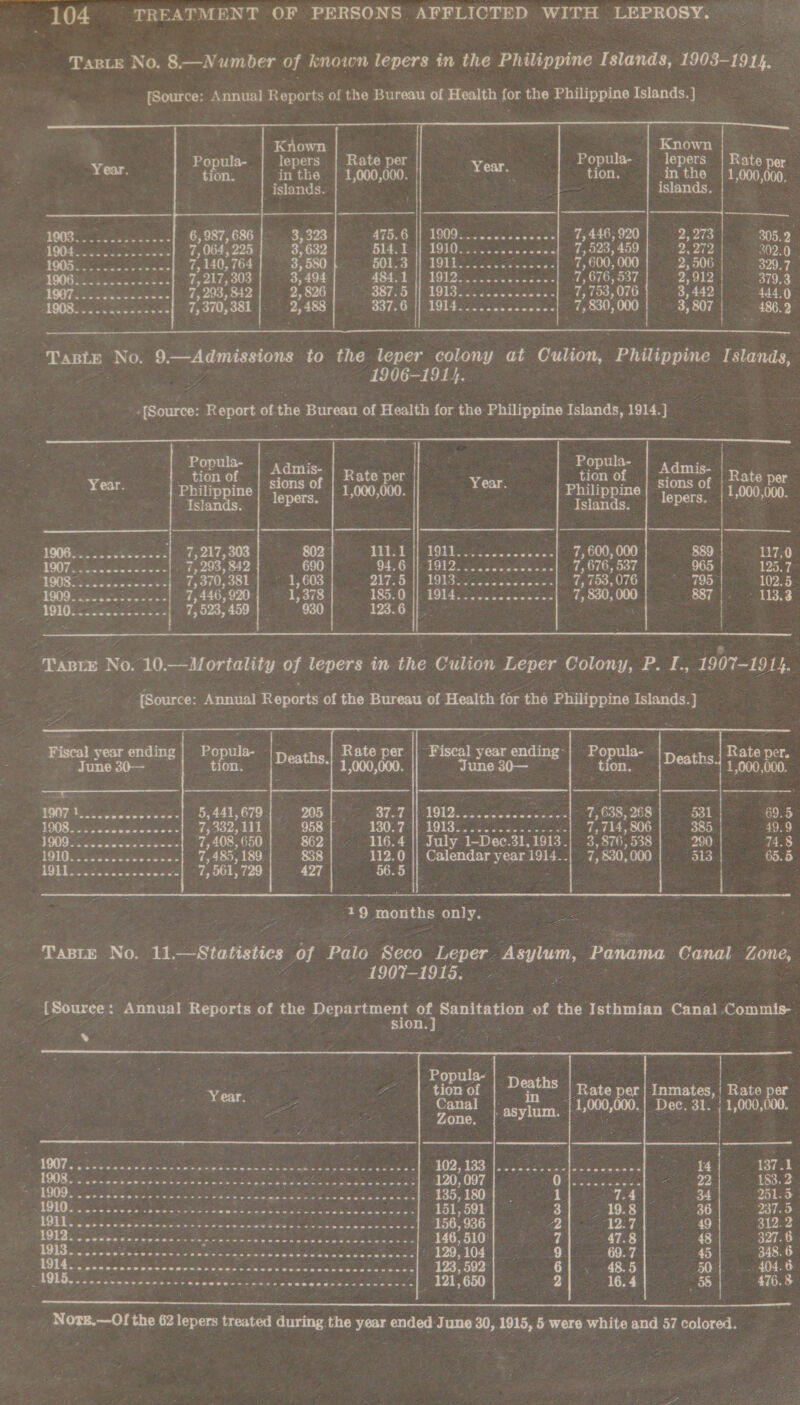 104 TREATMENT OF PERSONS AFFLICTED WITH LEPROSY.
TABLE No. 8.—Number of known lepers in the Philippine Islands, 1903–1914.
[Source: Annual Reports of the Bureau of Health for the Philippine Islands.]
Year. Population. Known lepers in the islands. Rate per 1,000,000. Year. Population. Known lepers in the islands. Rate per 1,000,000.
1903 6,987,686 3,323 475.6 1909 7,446,920 2,273 305.2
1904 7,064,225 3,632 514.1 1910 7,523,459 2,272 302.0
1905 7,140,764 3,580 501.3 1911 7,600,000 2,506 329.7
1906 7,217,303 3,494 484.1 1912 7,676,537 2,912 379.3
1907 7,293,842 2,826 387.5 1913 7,753,076 3,442 444.0
1908 7,370,381 2,488 337.6 1914 7,830,000 3,807 486.2
TABLE No. 9.—Admissions to the leper colony at Culion, Philippine Islands,
1906–1914.
[Source: Report of the Bureau of Health for the Philippine Islands, 1914.]
Year. Population of Philippine Islands. Admissions of lepers. Rate per 1,000,000. Year. Population of Philippine Islands. Admissions of lepers. Rate per 1,000,000.
1906 7,217,303 802 111.1 1911 7,600,000 889 117.0
1907 7,293,842 690 94.6 1912 7,676,537 965 125.7
1908 7,370,381 1,603 217.5 1913 7,753,076 795 102.5
1909 7,446,920 1,378 185.0 1914 7,830,000 887 113.3
1910 7,523,459 930 123.6
TABLE No. 10.—Mortality of lepers in the Culion Leper Colony, P. I., 1907–1914.
[Source: Annual Reports of the Bureau of Health for the Philippine Islands.]
Fiscal year ending June 30— Population. Deaths. Rate per 1,000,000. Fiscal year ending June 30— Population. Deaths. Rate per. 1,000,000.
1907 ¹ 5,441,679 205 37.7 1912 7,638,268 531 69.5
1908 7,332,111 958 130.7 1913 7,714,806 385 49.9
1909 7,408,650 862 116.4 July 1–Dec.31,1913. 3,876,538 290 74.8
1910 7,485,189 838 112.0 Calendar year 1914.. 7,830,000 513 65.5
1911 7,561,729 427 56.5
¹ 9 months only.
TABLE No. 11.—Statistics of Palo Seco Leper Asylum, Panama Canal Zone,
1907–1915.
[Source: Annual Reports of the Department of Sanitation of the Isthmian Canal Commis-
sion.]
Year. Population of Canal Zone. Deaths in asylum. Rate per 1,000,000. Inmates, Dec. 31. Rate per 1,000,000.
1907 102,133 14 137.1
1908 120,097 0 22 183.2
1909 135,180 1 7.4 34 251.5
1910 151,591 3 19.8 36 237.5
1911 156,936 2 12.7 49 312.2
1912 146,510 7 47.8 48 327.6
1913 129,104 9 69.7 45 348.6
1914 123,592 6 48.5 50 404.6
1915 121,650 2 16.4 58 476.8
NOTE.—Of the 62 lepers treated during the year ended June 30, 1915, 5 were white and 57 colored.